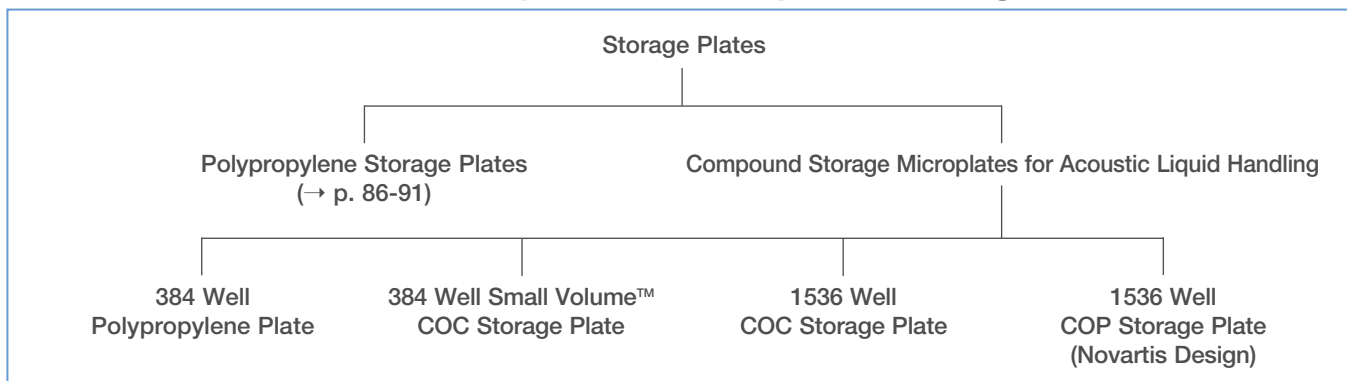 Storage Plates
Polypropylene Storage Plates
(→ p. 86-91)
Compound Storage Microplates for Acoustic Liquid Handling
384 Well
Polypropylene Plate
384 Well Small Volume™
COC Storage Plate
1536 Well
COC Storage Plate
1536 Well
COP Storage Plate
(Novartis Design)